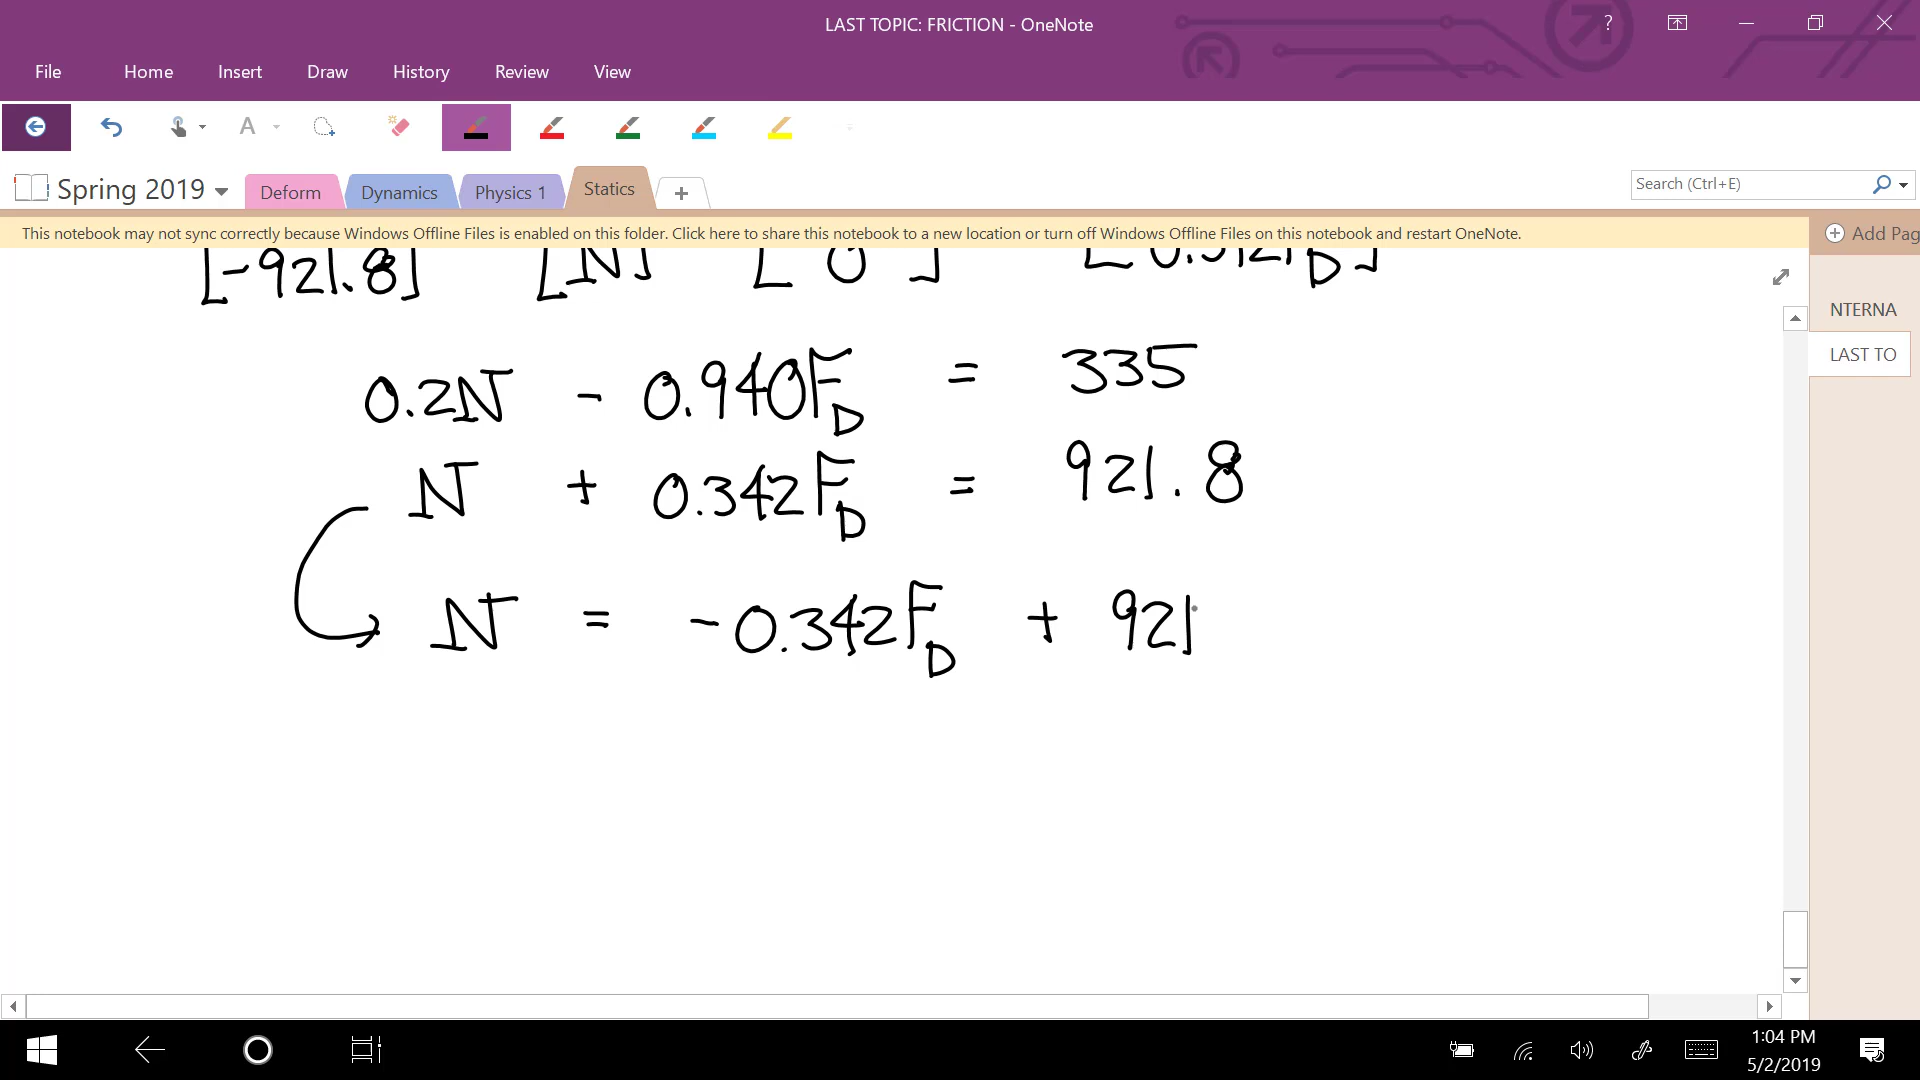 LAST TOPIC: FRICTION - OneNote
?
File Home Insert Draw History Review View
A
Spring 2019 Deform Dynamics Physics 1 Statics +
Search (Ctrl+E)
This notebook may not sync correctly because Windows Offline Files is enabled on this folder. Click here to share this notebook to a new location or turn off Windows Offline Files on this notebook and restart OneNote.
Add Pag
NTERNA
LAST TO
[-921.8] [N] [0]
0.2N - 0.940F_D = 335
N + 0.342F_D = 921.8
N = -0.342F_D + 921
1:04 PM
5/2/2019